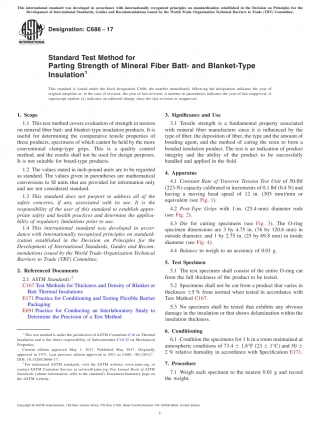 This international standard was developed in accordance with internationally recognized principles on standardization established in the Decision on Principles for the
Development of International Standards, Guides and Recommendations issued by the World Trade Organization Technical Barriers to Trade (TBT) Committee.
Designation: C686 − 17
INTERNATIONAL
Standard Test Method for
Parting Strength of Mineral Fiber Batt- and Blanket-Type
Insulation1
This standard is issued under the fixed designation C686; the number immediately following the designation indicates the year of
original adoption or, in the case of revision, the year of last revision. A number in parentheses indicates the year of last reapproval. A
superscript epsilon (´) indicates an editorial change since the last revision or reapproval.
1. Scope
1.1 This test method covers evaluation of strength in tension
on mineral fiber batt- and blanket-type insulation products. It is
useful for determining the comparative tensile properties of
these products, specimens of which cannot be held by the more
conventional clamp-type grips. This is a quality control
method, and the results shall not be used for design purposes.
It is not suitable for board-type products.
1.2 The values stated in inch-pound units are to be regarded
as standard. The values given in parentheses are mathematical
conversions to SI units that are provided for information only
and are not considered standard.
1.3 This standard does not purport to address all of the
safety concerns, if any, associated with its use. It is the
responsibility of the user of this standard to establish appro-
priate safety and health practices and determine the applica-
bility of regulatory limitations prior to use.
1.4 This international standard was developed in accor-
dance with internationally recognized principles on standard-
ization established in the Decision on Principles for the
Development of International Standards, Guides and Recom-
mendations issued by the World Trade Organization Technical
Barriers to Trade (TBT) Committee.
2. Referenced Documents
2.1 ASTM Standards:2
C167 Test Methods for Thickness and Density of Blanket or
Batt Thermal Insulations
E171 Practice for Conditioning and Testing Flexible Barrier
Packaging
E691 Practice for Conducting an Interlaboratory Study to
Determine the Precision of a Test Method
1 This test method is under the jurisdiction of ASTM Committee C16 on Thermal
Insulation and is the direct responsibility of Subcommittee C16.32 on Mechanical
Properties.
Current edition approved May 1, 2017. Published May 2017. Originally
approved in 1971. Last previous edition approved in 2011 as C686 – 90 (2011)ε1.
DOI: 10.1520/C0686-17.
2 For referenced ASTM standards, visit the ASTM website, www.astm.org, or
contact ASTM Customer Service at service@astm.org. For Annual Book of ASTM
Standards volume information, refer to the standard's Document Summary page on
the ASTM website.
3. Significance and Use
3.1 Tensile strength is a fundamental property associated
with mineral fiber manufacture since it is influenced by the
type of fiber, the deposition of fiber, the type and amount of
bonding agent, and the method of curing the resin to form a
bonded insulation product. The test is an indication of product
integrity and the ability of the product to be successfully
handled and applied in the field.
4. Apparatus
4.1 Constant Rate of Traverse Tension Test Unit of 50-lbf
(223-N) capacity calibrated in increments of 0.1 lbf (0.4 N) and
having a moving head speed of 12 in. (305 mm)/min or
equivalent (see Fig. 1).
4.2 Post-Type Grips with 1-in. (25.4-mm) diameter rods
(see Fig. 2).
4.3 Die for cutting specimens (see Fig. 3). The O-ring
specimen dimensions are 3 by 4.75 in. (76 by 120.6 mm) in
outside diameter, and 1 by 2.75 in. (25 by 69.8 mm) in inside
diameter (see Fig. 4).
4.4 Balance to weigh to an accuracy of 0.01 g.
5. Test Specimen
5.1 The test specimen shall consist of the entire O-ring cut
from the full thickness of the product to be tested.
5.2 Specimens shall not be cut from a product that varies in
thickness ±5 % from normal when tested in accordance with
Test Method C167.
5.3 No specimen shall be tested that exhibits any obvious
damage in the insulation or that shows delamination within the
insulation thickness.
6. Conditioning
6.1 Condition the specimens for 1 h in a room maintained at
atmospheric conditions of 73.4 ± 1.8°F (23 ± 1°C) and 50 ±
2 % relative humidity in accordance with Specification E171.
7. Procedure
7.1 Weigh each specimen to the nearest 0.01 g and record
the weight.
Copyright © ASTM International, 100 Barr Harbor Drive, PO Box C700, West Conshohocken, PA 19428-2959. United States
1